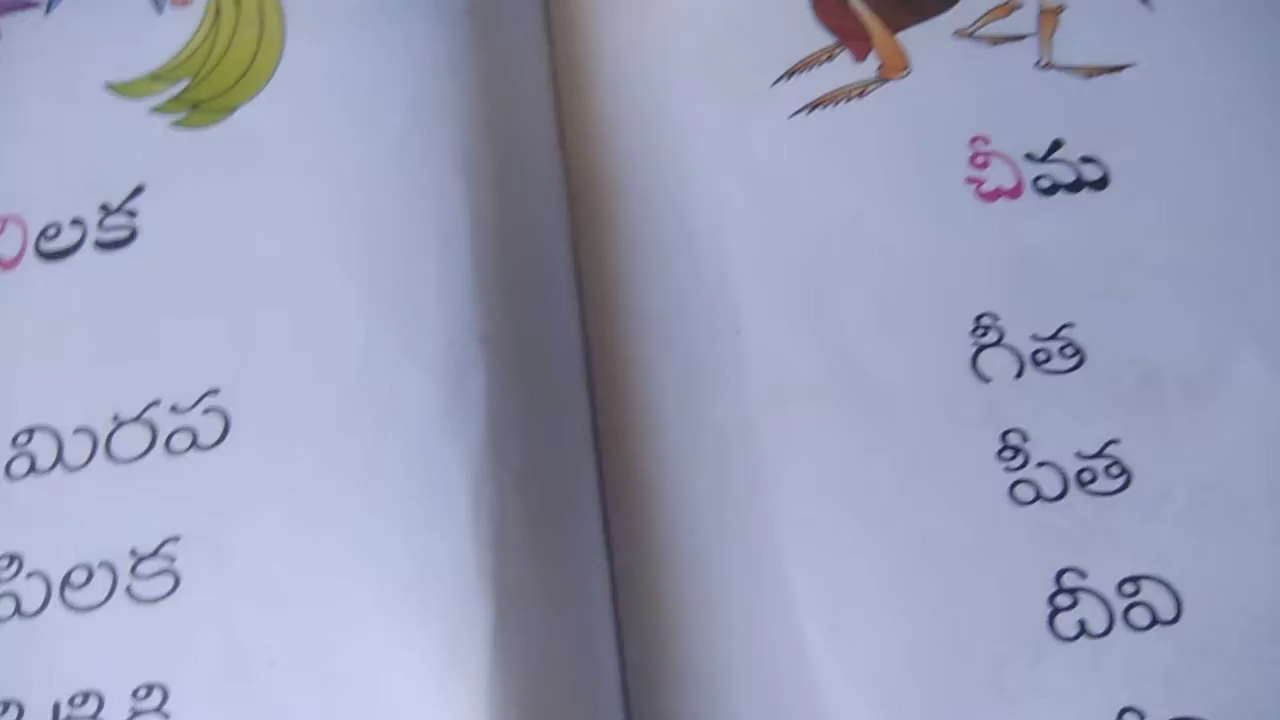 లక
మిరప
పిలక
చీమ
గీత
పీత
దీవి